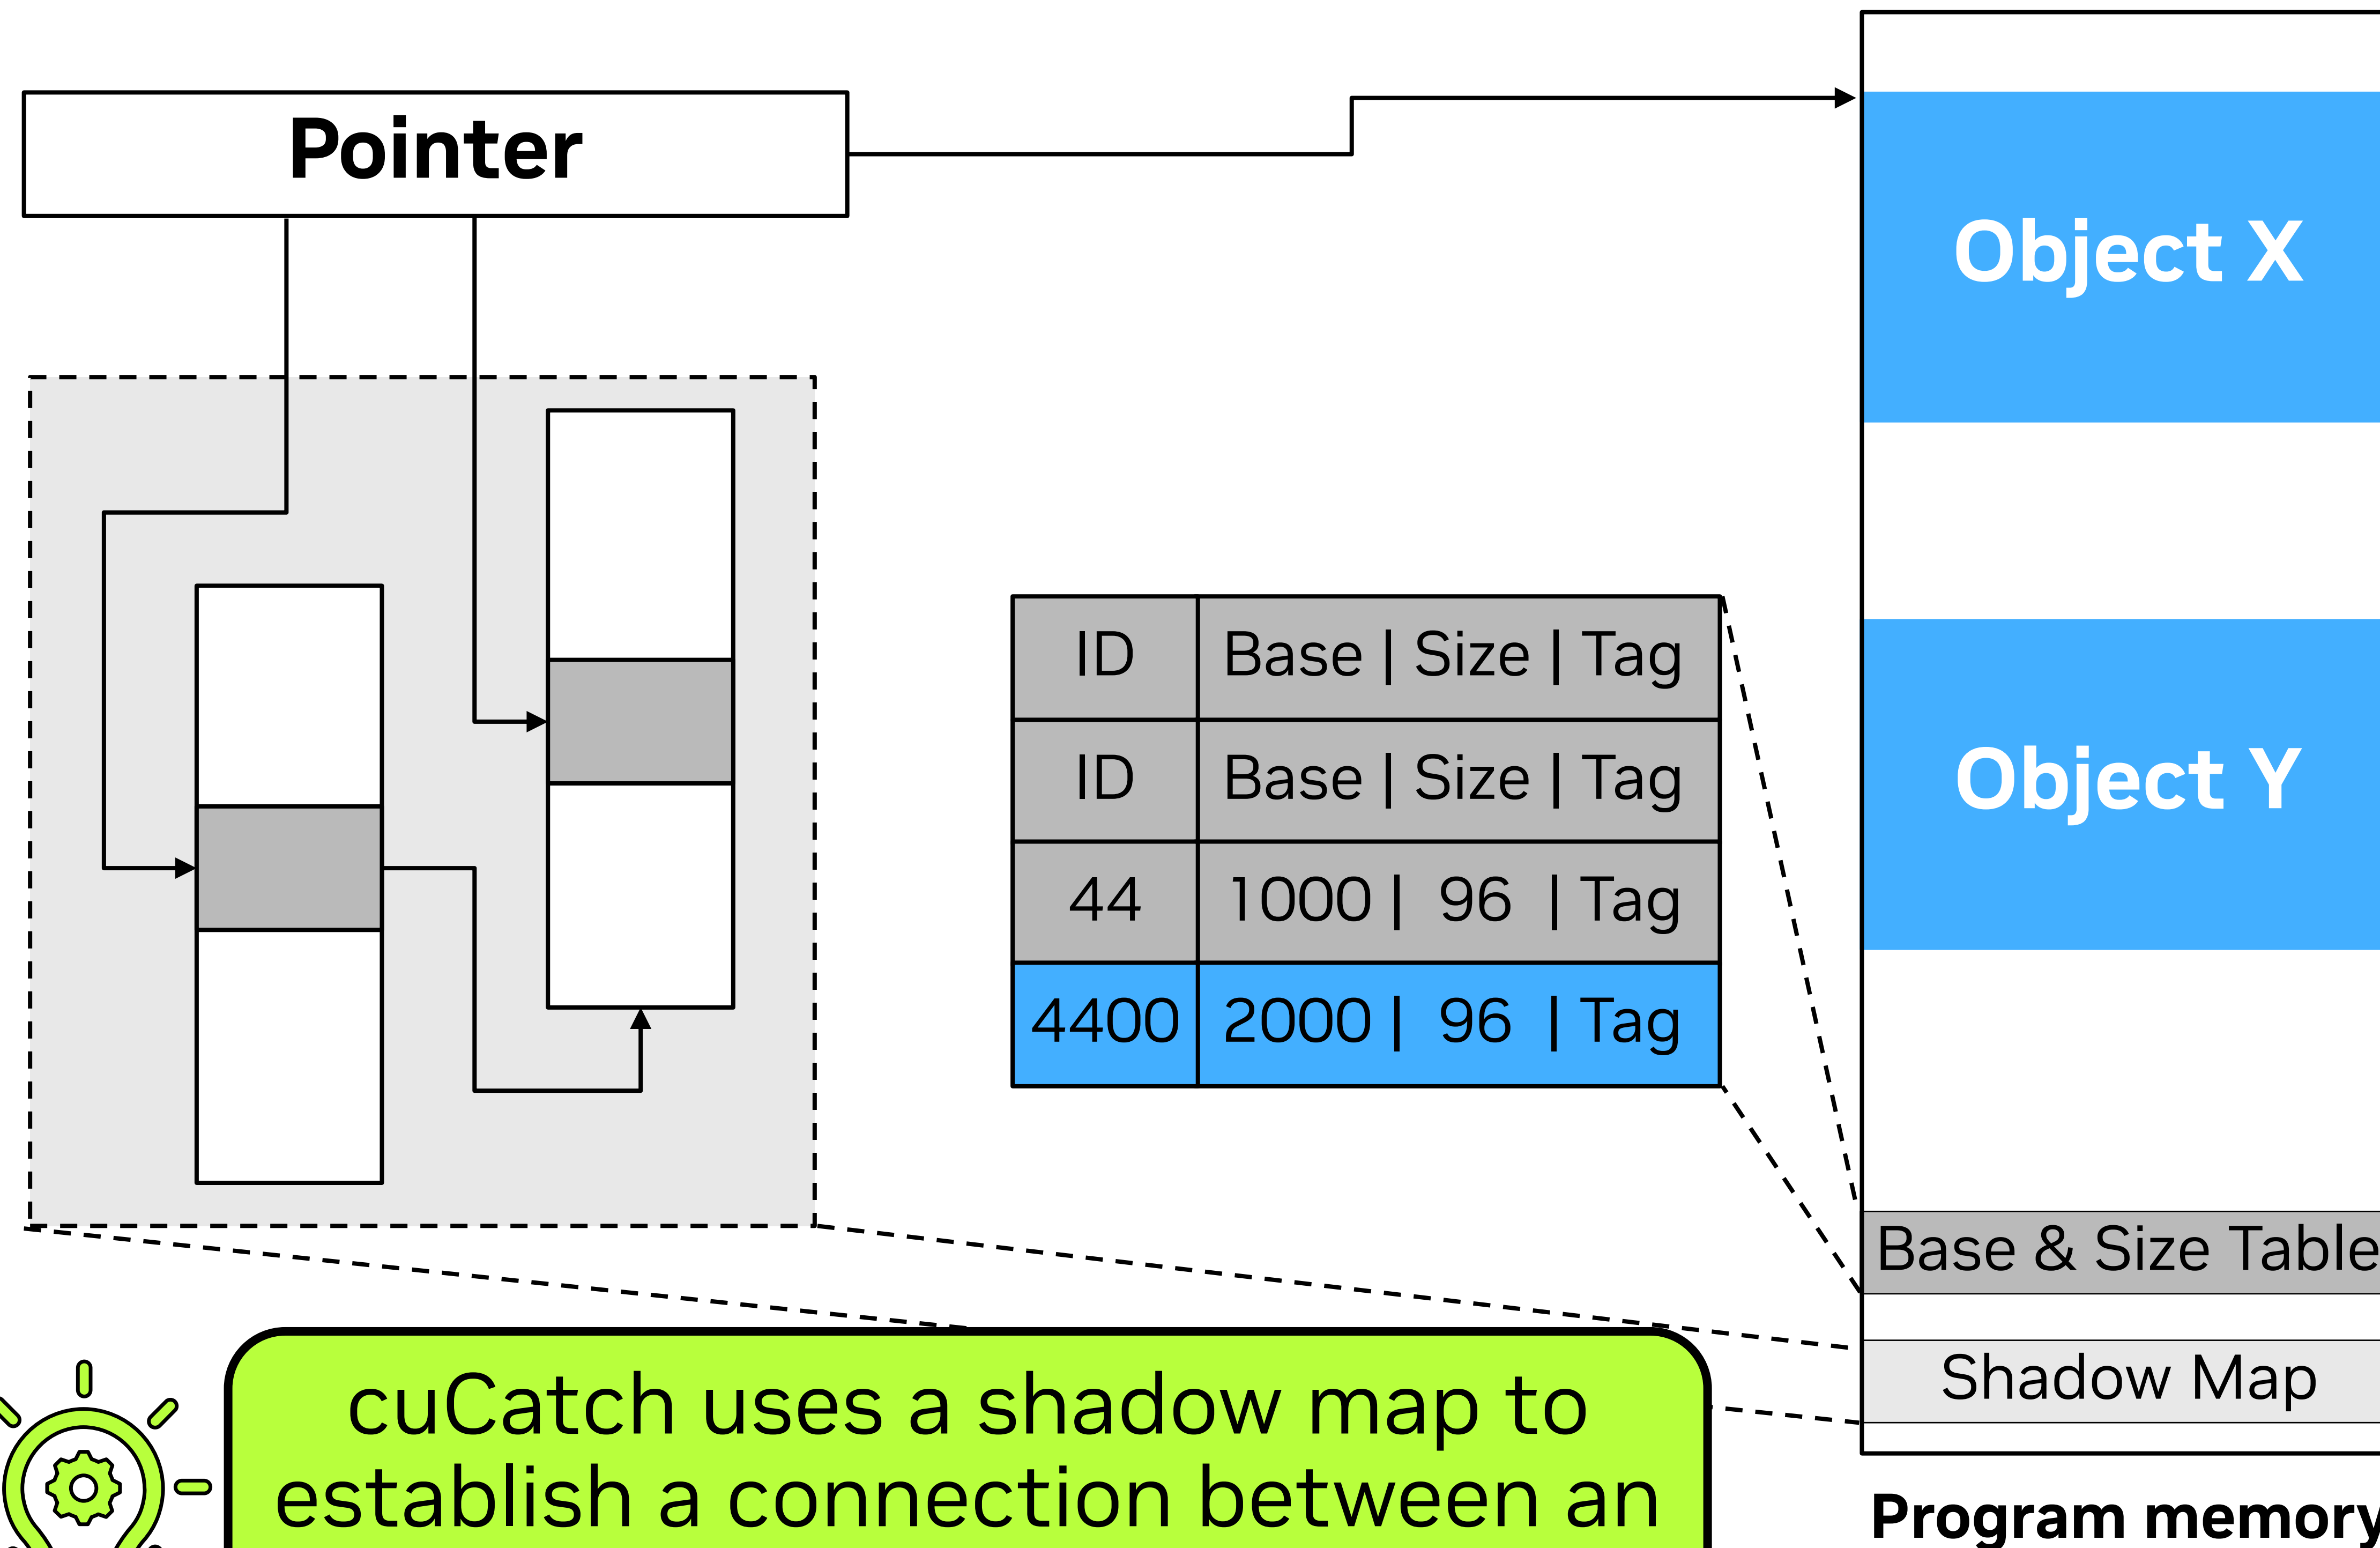 Pointer
Object X
ID Base | Size | Tag
ID Base | Size | Tag
44 1000 | 96 | Tag
4400 2000 | 96 | Tag
Object Y
Base & Size Table
Shadow Map
Program memory
cuCatch uses a shadow map to
establish a connection between an